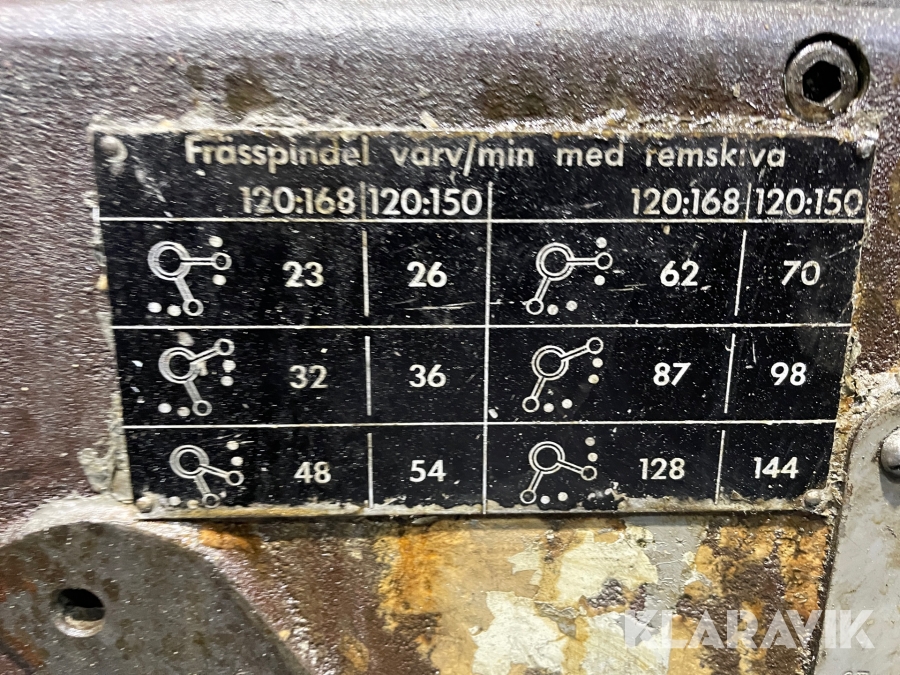 Frässpindel varv/min med remskiva
120:168 120:150 120:168 120:150
23 26 62 70
32 36 87 98
48 54 128 144
KLARAVIK